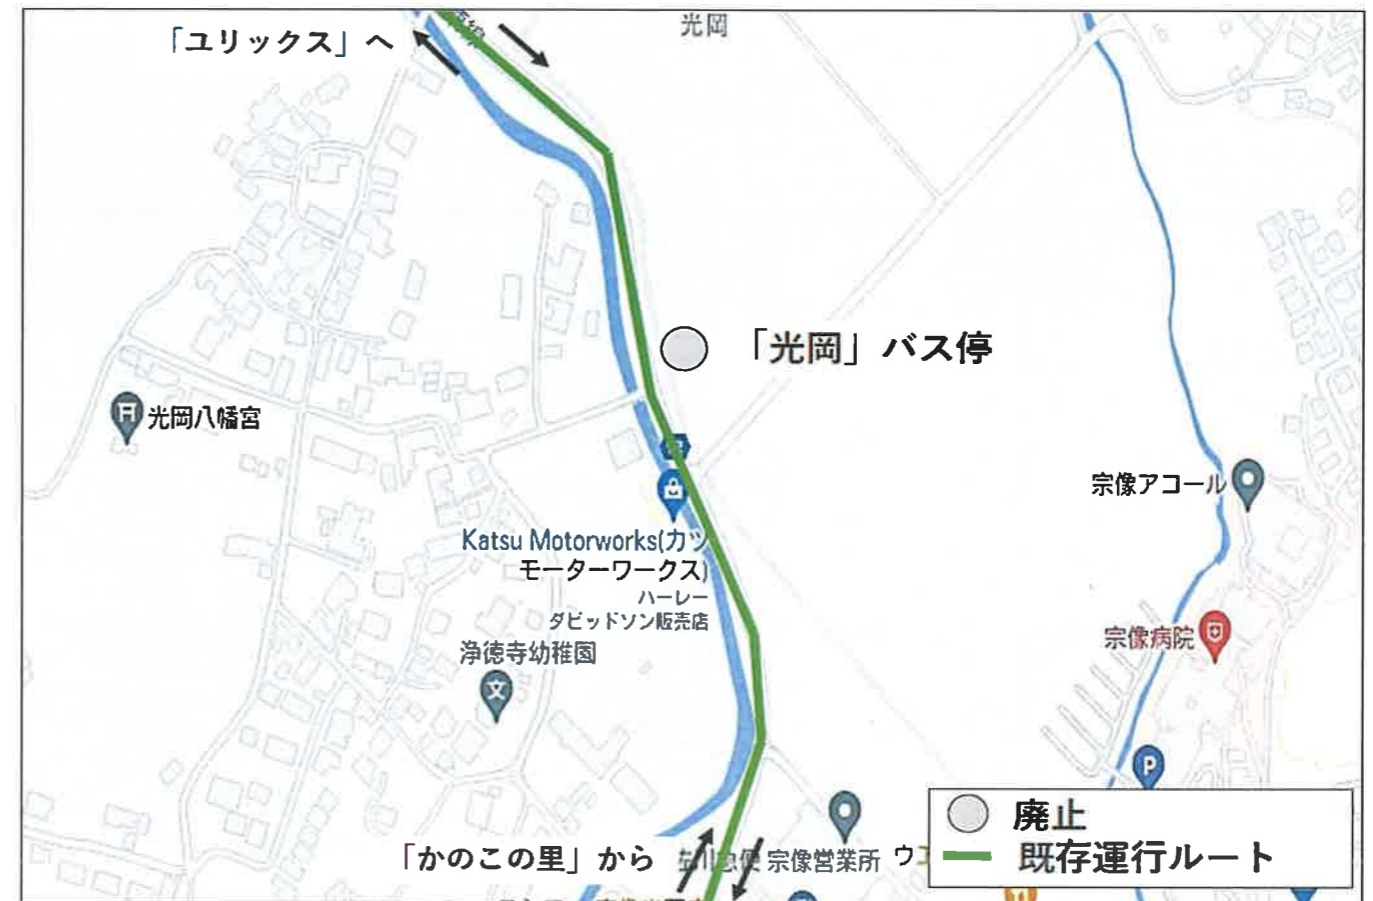 「ユリックス」へ
光岡
「光岡」バス停
光岡八幡宮
宗像アコール
Katsu Motorworks(カツ
モーターワークス)
ハーレー
ダビッドソン販売店
宗像病院
浄徳寺幼稚園
文
P
廃止
「かのこの里」から
宗像営業所
既存運行ルート